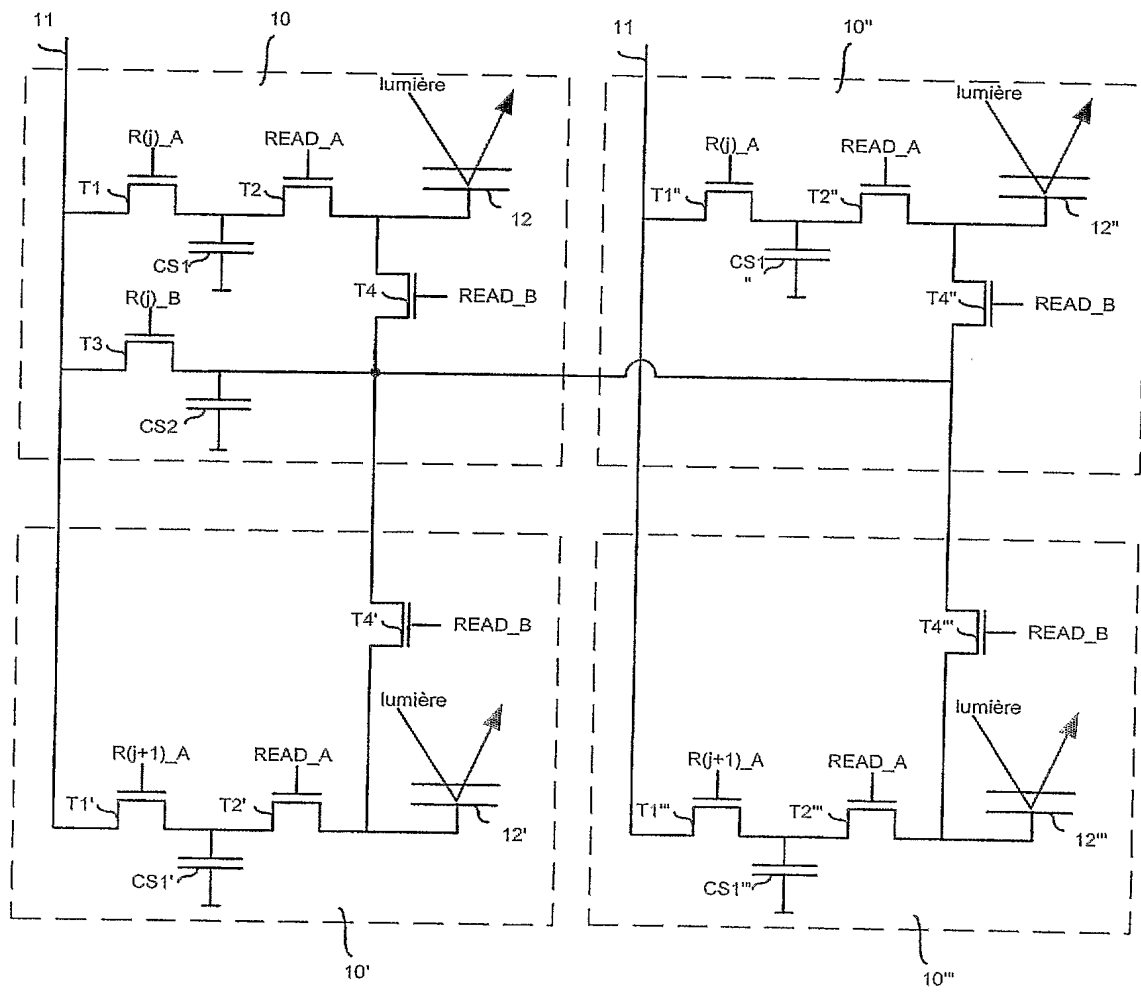 11
10
11
10"
lumière
R(j)_A
READ_A
T1
T2
12
CS1
R(j)_B
T4
READ_B
T3
CS2
lumière
R(j)_A
READ_A
T1"
T2"
12"
CS1
"
T4"
READ_B
T4'
READ_B
lumière
R(j+1)_A
READ_A
T1'
T2'
12'
CS1'
10'
T4'''
READ_B
lumière
R(j+1)_A
READ_A
T1'''
T2'''
12'''
CS1'''
10'''